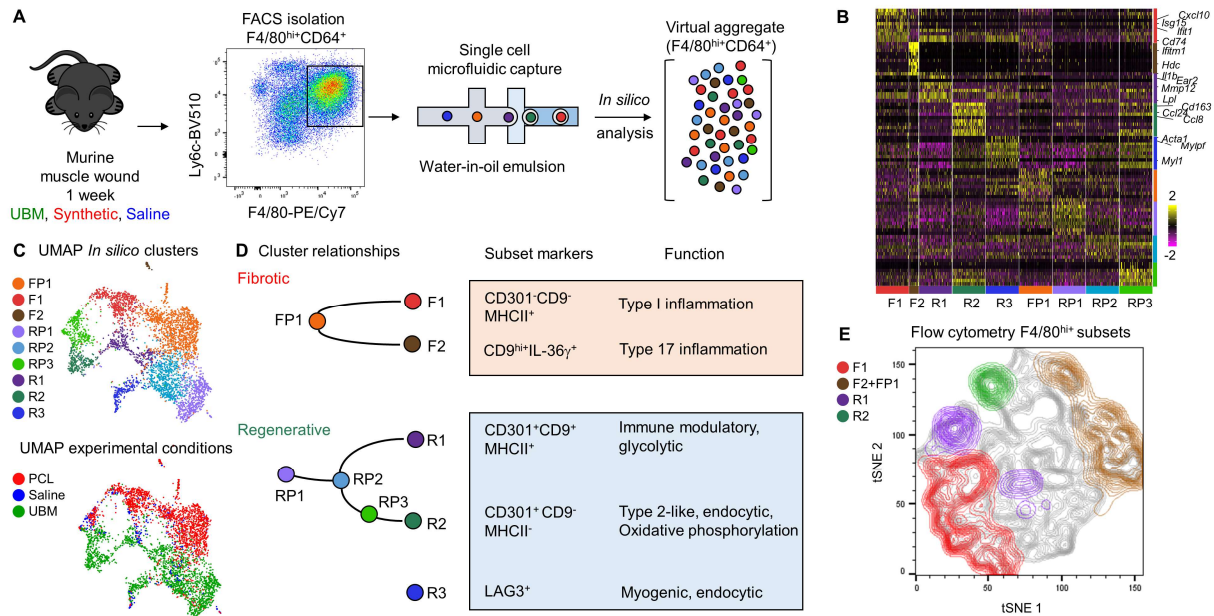 A
FACS isolation
F4/80ʰⁱ⁺CD64⁺
Murine
muscle wound
1 week
UBM, Synthetic, Saline
Ly6c-BV510
F4/80-PE/Cy7
Single cell
microfluidic capture
Water-in-oil emulsion
In silico
analysis
Virtual aggregate
(F4/80ʰⁱ⁺CD64⁺)
B
Cxcl10
Isg15
Ifit1
Cd74
Ifitm1
Hdc
Il1b
Ear2
Mmp12
Lpl
Cd163
Ccl24
Ccl8
Acta1
Mylpf
Myl1
2
-2
F1 F2 R1 R2 R3 FP1 RP1 RP2 RP3
C UMAP In silico clusters
FP1
F1
F2
RP1
RP2
RP3
R1
R2
R3
UMAP experimental conditions
PCL
Saline
UBM
D Cluster relationships Subset markers Function
Fibrotic
FP1
F1
F2
CD301⁻CD9⁻
MHCII⁺
Type I inflammation
CD9ʰⁱ⁺IL-36γ⁺ Type 17 inflammation
Regenerative
RP1
RP2
RP3
R1
R2
R3
CD301⁺CD9⁺
MHCII⁺
Immune modulatory,
glycolytic
CD301⁺ CD9⁻
MHCII⁻
Type 2-like, endocytic,
Oxidative phosphorylation
LAG3⁺ Myogenic, endocytic
E
Flow cytometry F4/80ʰⁱ⁺ subsets
F1
F2+FP1
R1
R2
tSNE 2
150
100
50
0
0 50 100 150
tSNE 1